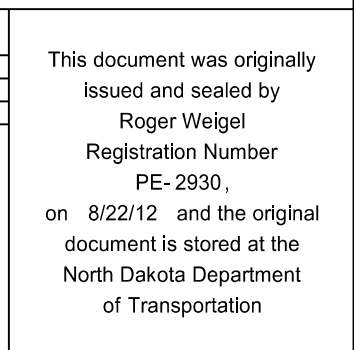 This document was originally
issued and sealed by
Roger Weigel
Registration Number
PE- 2930,
on 8/22/12 and the original
document is stored at the
North Dakota Department
of Transportation